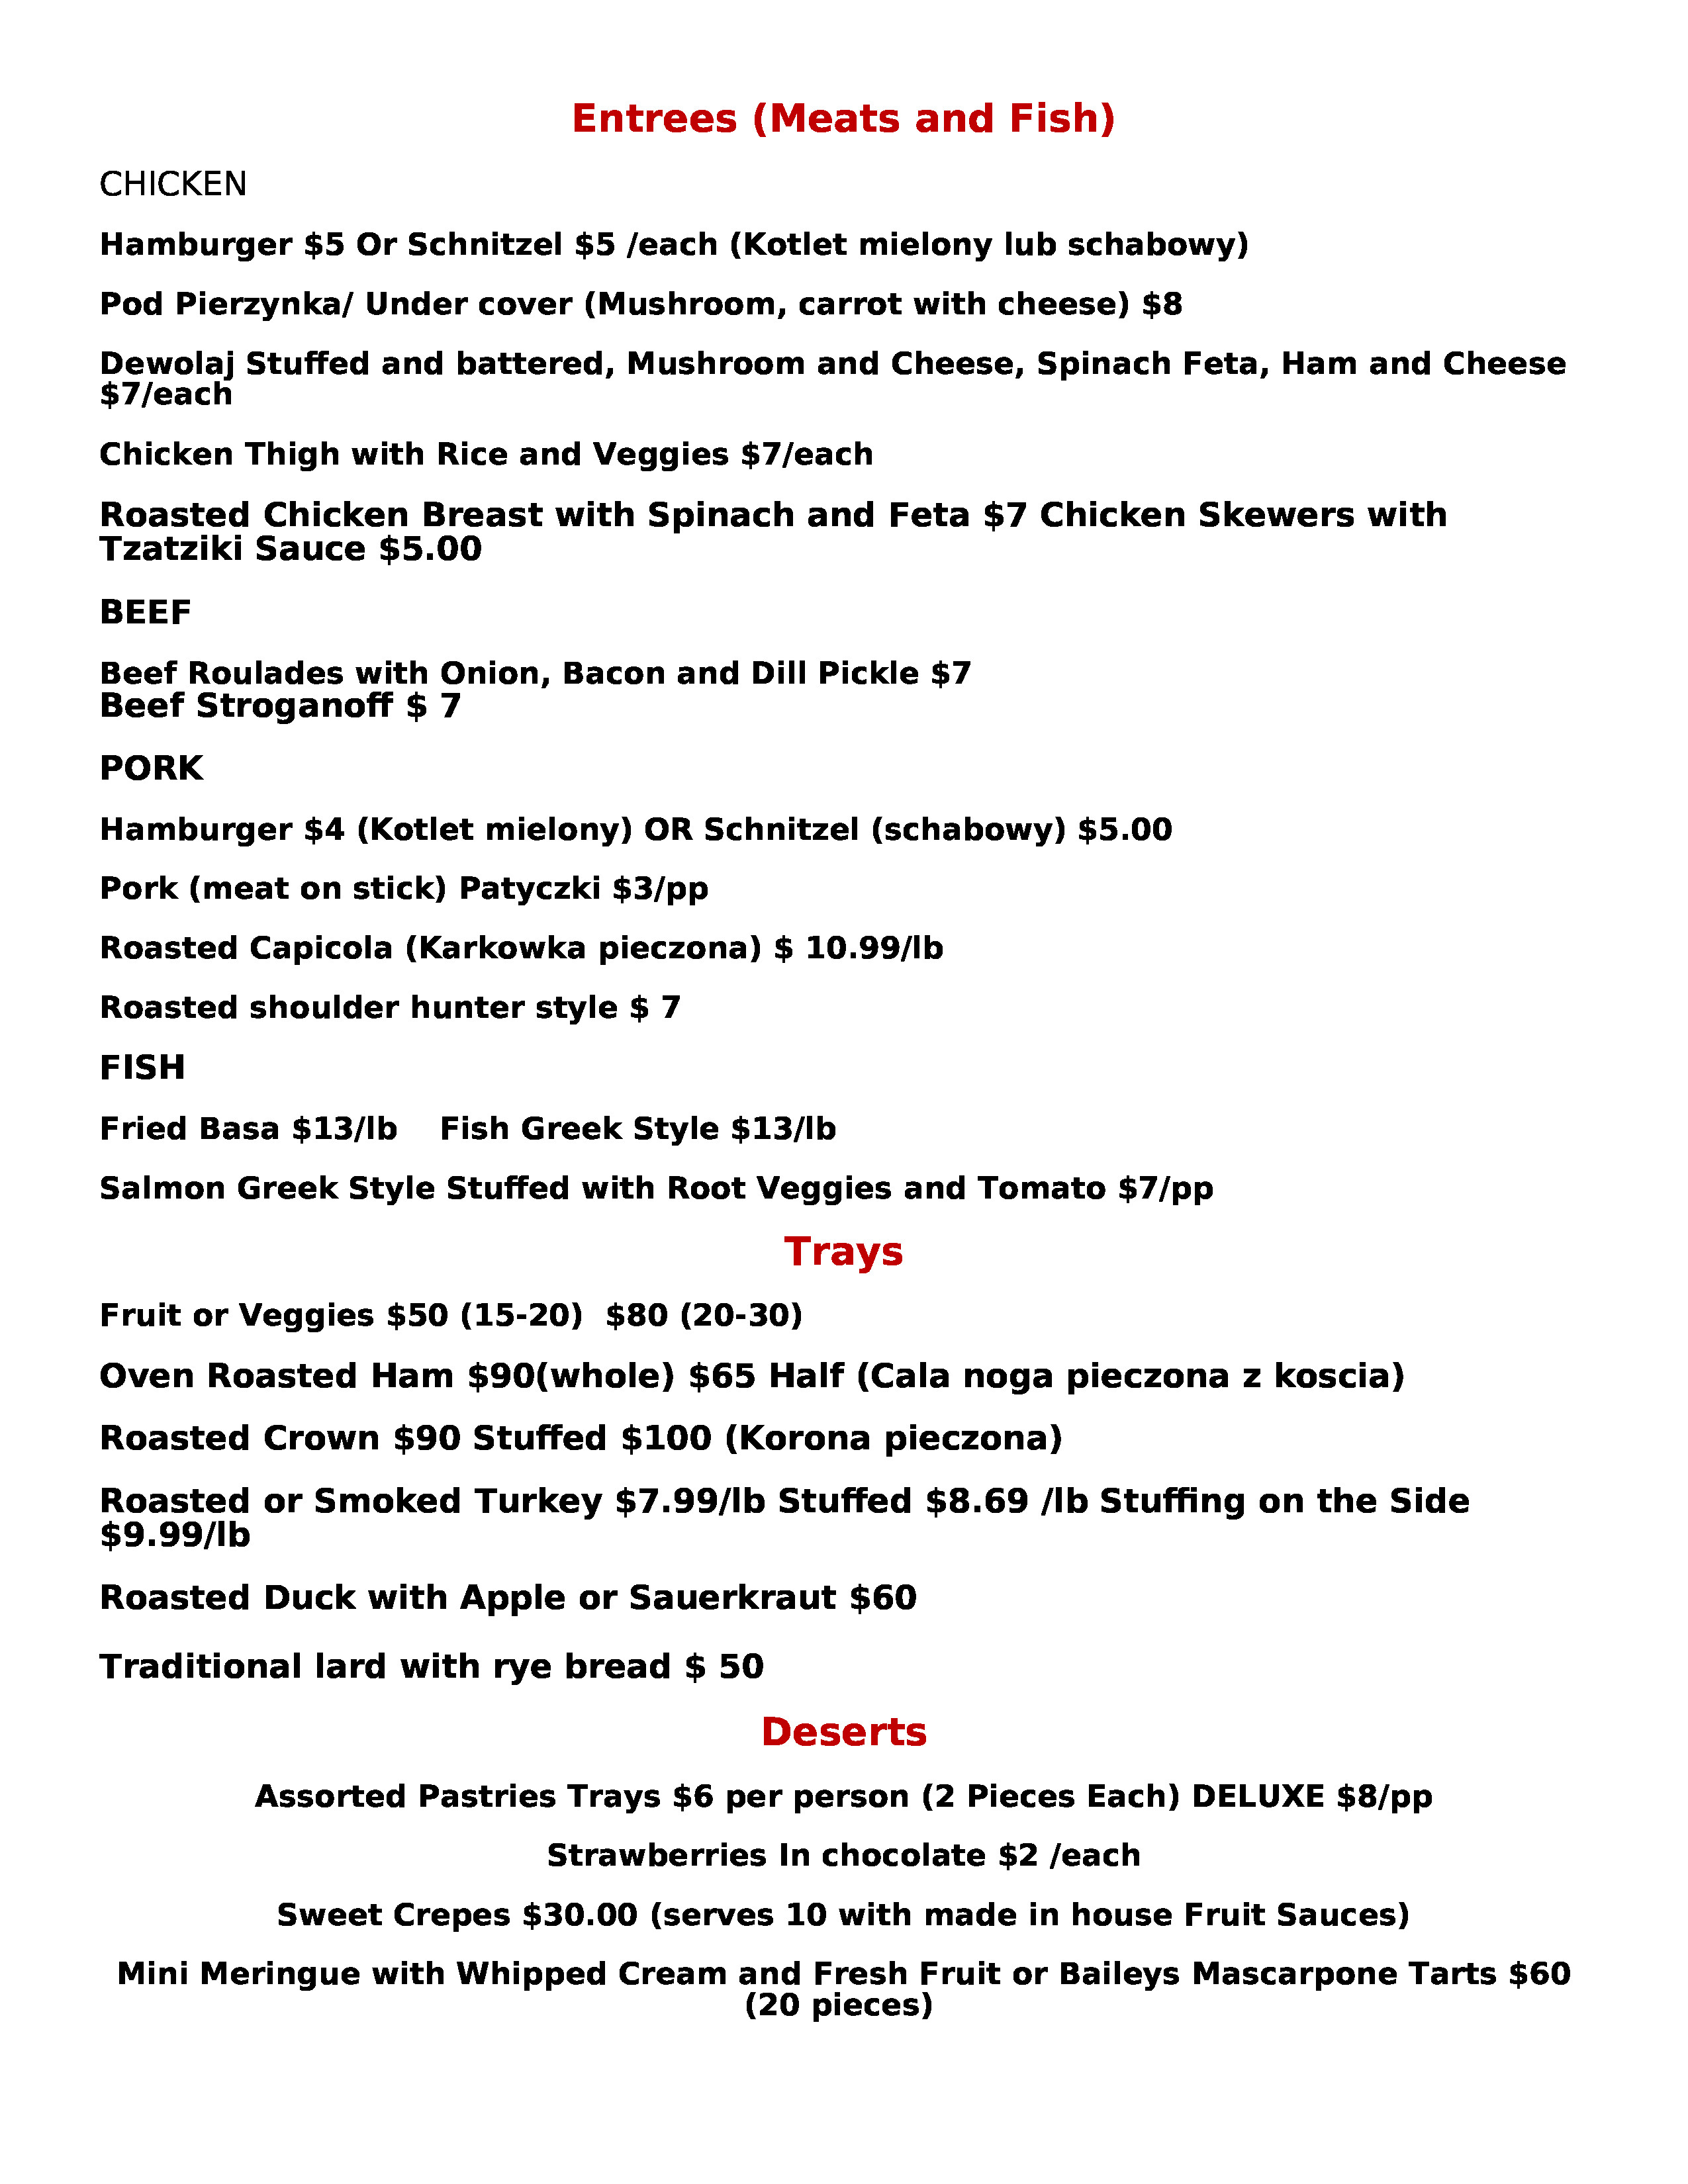 Entrees (Meats and Fish)
CHICKEN
Hamburger $5 Or Schnitzel $5 /each (Kotlet mielony lub schabowy)
Pod Pierzynka/ Under cover (Mushroom, carrot with cheese) $8
Dewolaj Stuffed and battered, Mushroom and Cheese, Spinach Feta, Ham and Cheese
$7/each
Chicken Thigh with Rice and Veggies $7/each
Roasted Chicken Breast with Spinach and Feta $7 Chicken Skewers with
Tzatziki Sauce $5.00
BEEF
Beef Roulades with Onion, Bacon and Dill Pickle $7
Beef Stroganoff $ 7
PORK
Hamburger $4 (Kotlet mielony) OR Schnitzel (schabowy) $5.00
Pork (meat on stick) Patyczki $3/pp
Roasted Capicola (Karkowka pieczona) $ 10.99/lb
Roasted shoulder hunter style $ 7
FISH
Fried Basa $13/lb    Fish Greek Style $13/lb
Salmon Greek Style Stuffed with Root Veggies and Tomato $7/pp
Trays
Fruit or Veggies $50 (15-20)  $80 (20-30)
Oven Roasted Ham $90(whole) $65 Half (Cala noga pieczona z koscia)
Roasted Crown $90 Stuffed $100 (Korona pieczona)
Roasted or Smoked Turkey $7.99/lb Stuffed $8.69 /lb Stuffing on the Side
$9.99/lb
Roasted Duck with Apple or Sauerkraut $60
Traditional lard with rye bread $ 50
Deserts
Assorted Pastries Trays $6 per person (2 Pieces Each) DELUXE $8/pp
Strawberries In chocolate $2 /each
Sweet Crepes $30.00 (serves 10 with made in house Fruit Sauces)
Mini Meringue with Whipped Cream and Fresh Fruit or Baileys Mascarpone Tarts $60
(20 pieces)